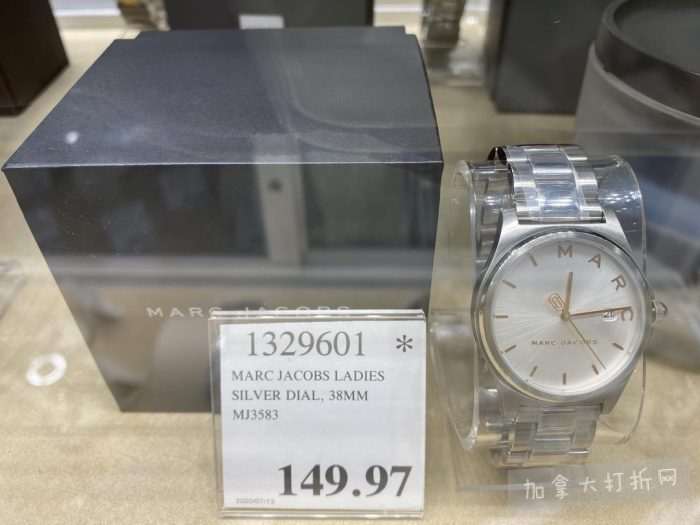 MARC JACOBS
1329601 *
MARC JACOBS LADIES
SILVER DIAL, 38MM
MJ3583
149.97
MARC
MARC JACOBS
加拿大打折网